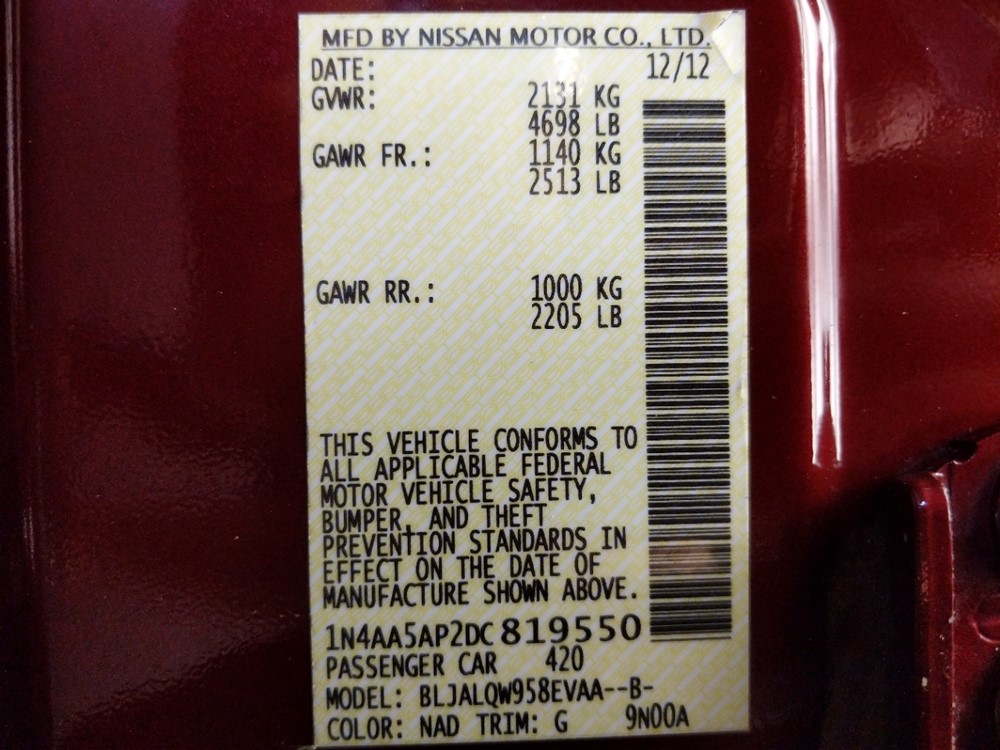 MFD BY NISSAN MOTOR CO., LTD.
DATE: 12/12
GVWR: 2131 KG
4698 LB
GAWR FR.: 1140 KG
2513 LB
GAWR RR.: 1000 KG
2205 LB
THIS VEHICLE CONFORMS TO
ALL APPLICABLE FEDERAL
MOTOR VEHICLE SAFETY,
BUMPER, AND THEFT
PREVENTION STANDARDS IN
EFFECT ON THE DATE OF
MANUFACTURE SHOWN ABOVE.
1N4AA5AP2DC819550
PASSENGER CAR 420
MODEL: BLJALQW958EVAA--B-
COLOR: NAD TRIM: G 9N00A